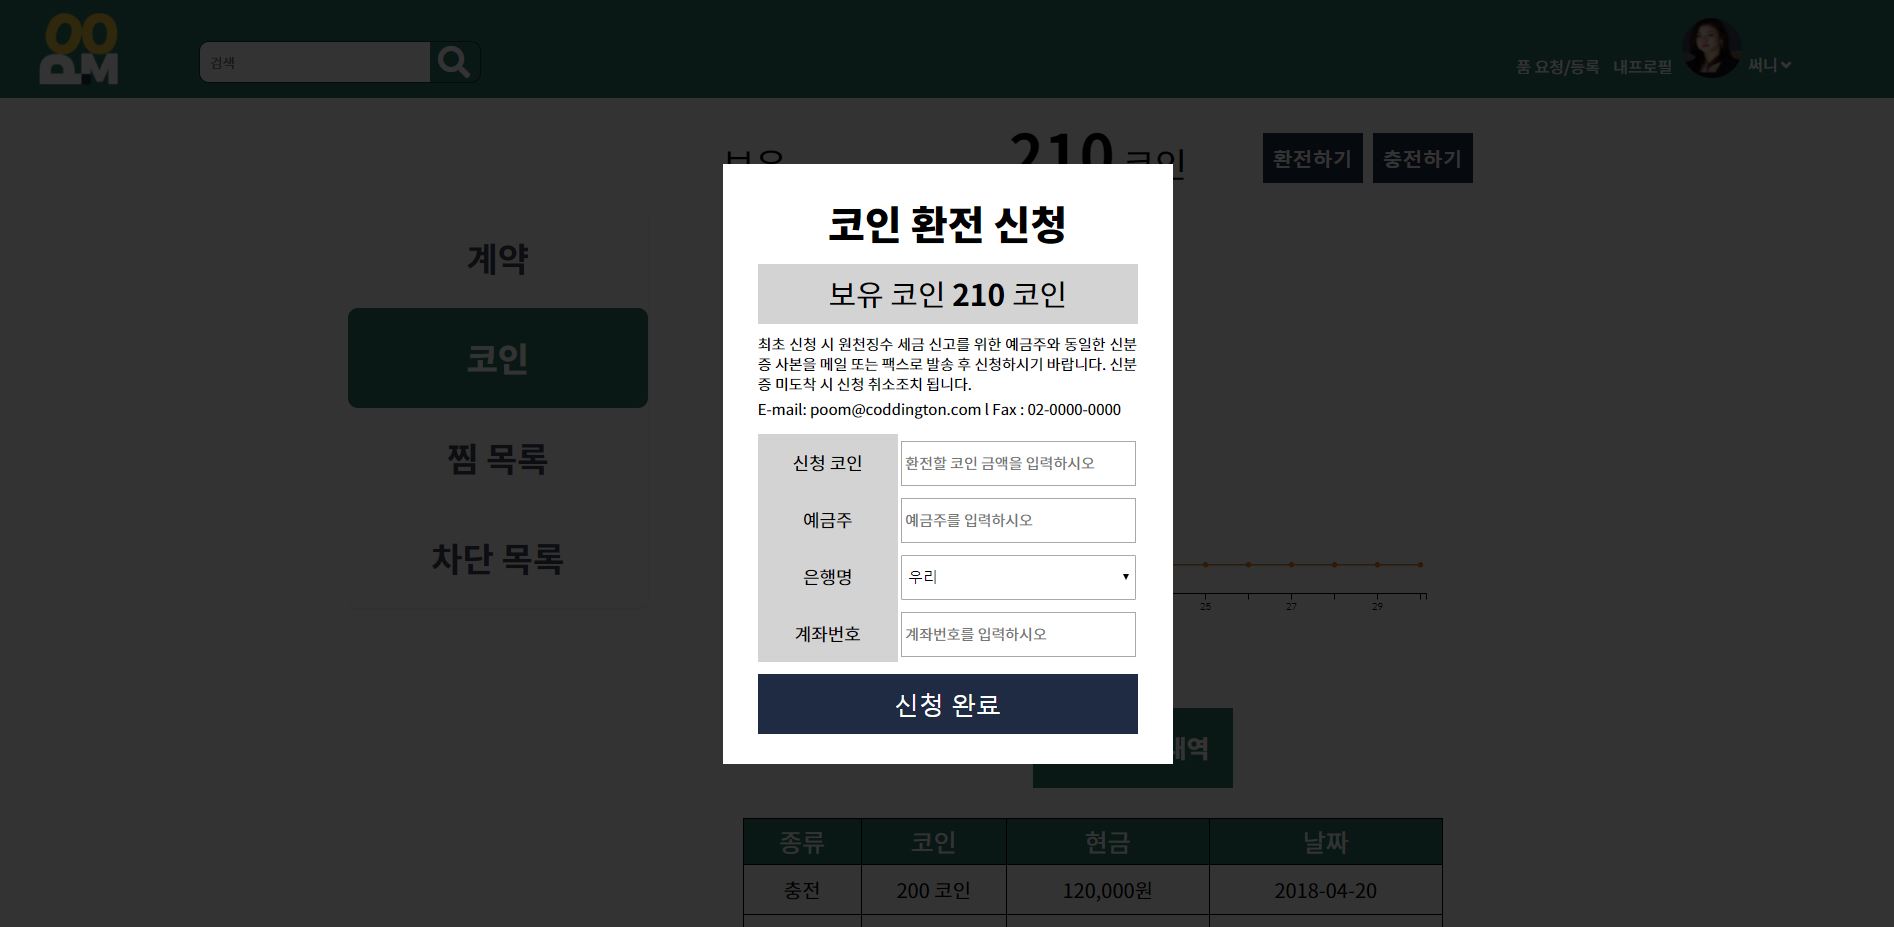 POOM
검색
품 요청/등록 내프로필 써니
보유 210 코인 환전하기 충전하기
계약
코인
찜 목록
차단 목록
코인 환전 신청
보유 코인 210 코인
최초 신청 시 원천징수 세금 신고를 위한 예금주와 동일한 신분
증 사본을 메일 또는 팩스로 발송 후 신청하시기 바랍니다. 신분
증 미도착 시 신청 취소조치 됩니다.
E-mail: poom@coddington.com l Fax : 02-0000-0000
신청 코인 환전할 코인 금액을 입력하시오
예금주 예금주를 입력하시오
은행명 우리
계좌번호 계좌번호를 입력하시오
신청 완료
25 27 29
내역
종류 코인 현금 날짜
충전 200 코인 120,000원 2018-04-20